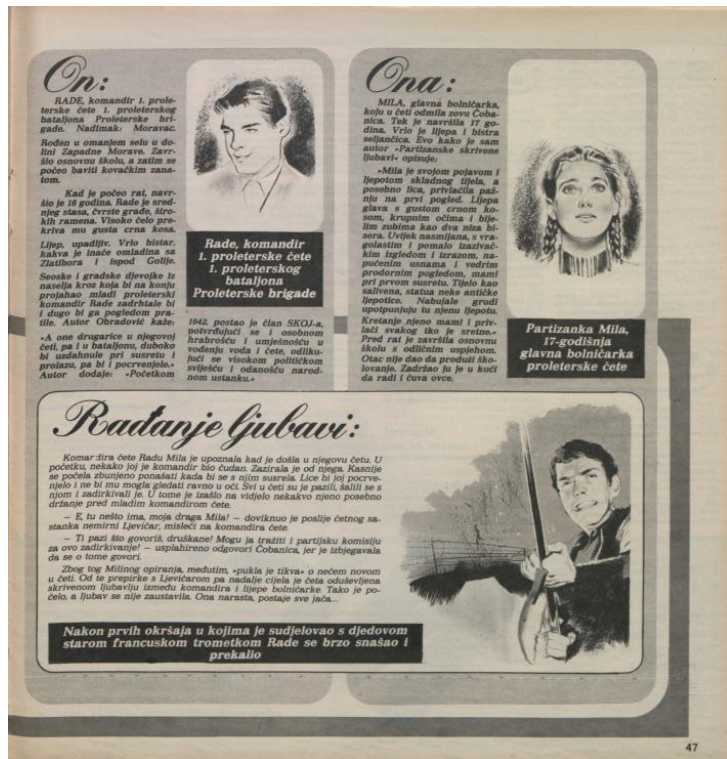 On:
RADE, komandir 1. prole-
terske čete 1. proleterskog
bataljona Proleterske bri-
gade. Nadimak: Moravac.
Rođen u omanjem selu u do-
lini Zapadne Morave. Zavr-
šio osnovnu školu, a zatim se
počeo baviti kovačkim zana-
tom.
Kad je počeo rat, navr-
šio je 18 godina. Rade je sred-
njeg stasa, čvrste građe, širo-
kih ramena. Visoko čelo pre-
kriva mu gusta crna kosa.
Lijep, upadljiv. Vrlo bistar,
kakva je inače omladina sa
Zlatibora i ispod Golije.
Seoske i gradske djevojke iz
naselja kroz koja bi na konju
projahao mladi proleterski
komandir Rade zadrhtale bi
i dugo bi ga pogledom pra-
tile. Autor Obradović kaže:
»A one drugarice u njegovoj
četi, pa i u bataljonu, duboko
bi uzdahnule pri susretu i
prolazu, pa bi i pocrvenjele.«
Autor dodaje: »Početkom
Rade, komandir
1. proleterske čete
1. proleterskog
bataljona
Proleterske brigade
1942. postao je član SKOJ-a,
potvrđujući se i osobnom
hrabrošću i umješnošću u
vođenju voda i čete, odliku-
jući se visokom političkom
sviješću i odanošću narod-
nom ustanku.«
Ona:
MILA, glavna bolničarka,
koju u četi odmila zovu Čoba-
nica. Tek je navršila 17 go-
dina. Vrlo je lijepa i bistra
seljančica. Evo kako je sam
autor »Partizanske skrivene
ljubavi« opisuje:
»Mila je svojom pojavom i
ljepotom skladnog tijela, a
posebno lica, privlačila paž-
nju na prvi pogled. Lijepa
glava s gustom crnom ko-
som, krupnim očima i bije-
lim zubima kao dva niza bi-
sera. Uvijek nasmijana, s vra-
golastim i pomalo izazivač-
kim izgledom i izrazom, na-
pučenim usnama i vedrim
prodornim pogledom, mami
pri prvom susretu. Tijelo kao
salivena, statua neke antičke
ljepotice. Nabujale grudi
upotpunjuju tu njenu ljepotu.
Kretanje njeno mami i priv-
lači svakog tko je sretne.«
Pred rat je završila osnovnu
školu s odličnim uspjehom.
Otac nije dao da produži ško-
lovanje. Zadržao ju je u kući
da radi i čuva ovce.
Partizanka Mila,
17-godišnja
glavna bolničarka
proleterske čete
Rađanje ljubavi:
Komandira čete Radu Mila je upoznala kad je došla u njegovu četu. U
početku, nekako joj je komandir bio čudan. Zazirala je od njega. Kasnije
se počela zbunjeno ponašati kada bi se s njim susrela. Lice bi joj pocrve-
njelo i ne bi mu mogla gledati ravno u oči. Svi u četi su je pazili, šalili se s
njom i zadirkivali je. U tome je izašlo na vidjelo nekakvo njeno posebno
držanje pred mladim komandirom čete.
— E, tu nešto ima, moja draga Mila! — doviknuo je poslije četnog sa-
stanka nemirni Ljevičar, misleći na komandira čete.
— Ti pazi što govoriš, druškane! Mogu ja tražiti i partijsku komisiju
za ovo zadirkivanje! — usplahireno odgovori Čobanica, jer je izbjegavala
da se o tome govori.
Zbog tog Milinog opiranja, međutim, »pukla je tikva« o nečem novom
u četi. Od te prepirke s Ljevičarom pa nadalje cijela je četa oduševljena
skrivenom ljubavlju između komandira i lijepe bolničarke. Tako je po-
čelo, a ljubav se nije zaustavila. Ona narasta, postaje sve jača...
Nakon prvih okršaja u kojima je sudjelovao s djedovom
starom francuskom trometkom Rade se brzo snašao i
prekalio
47